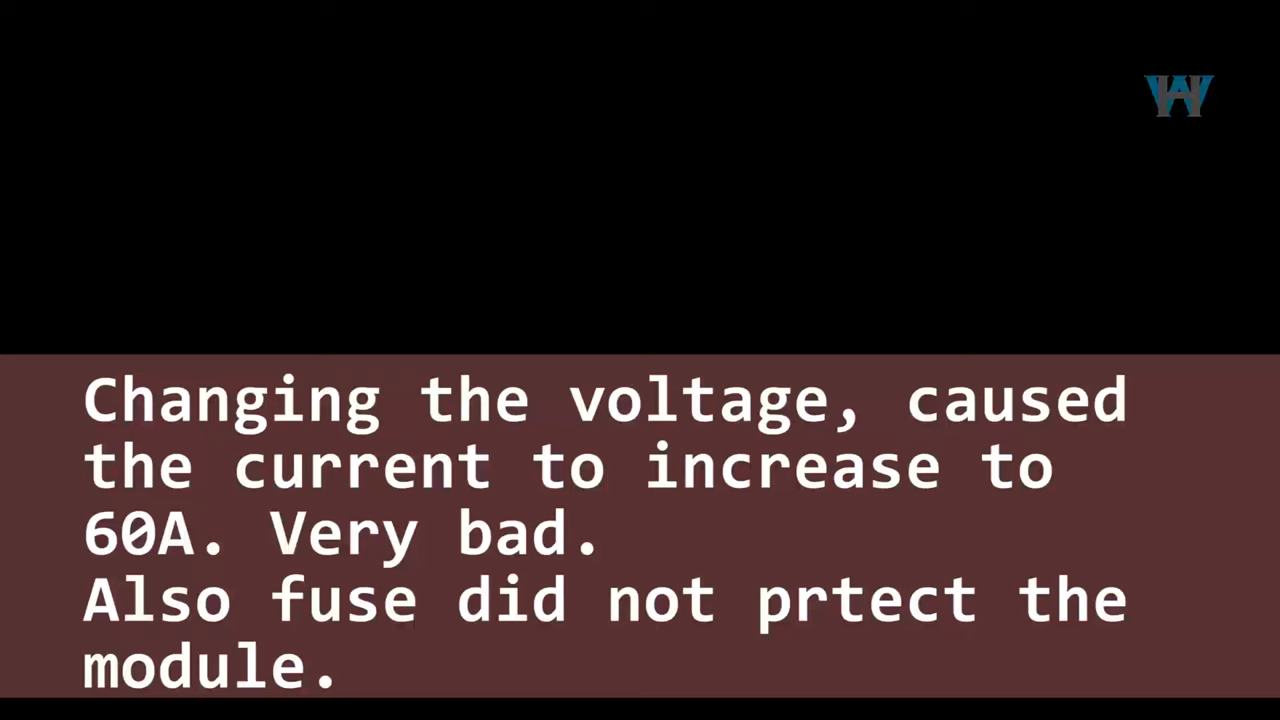 WH
Changing the voltage, caused
the current to increase to
60A. Very bad.
Also fuse did not prtect the
module.